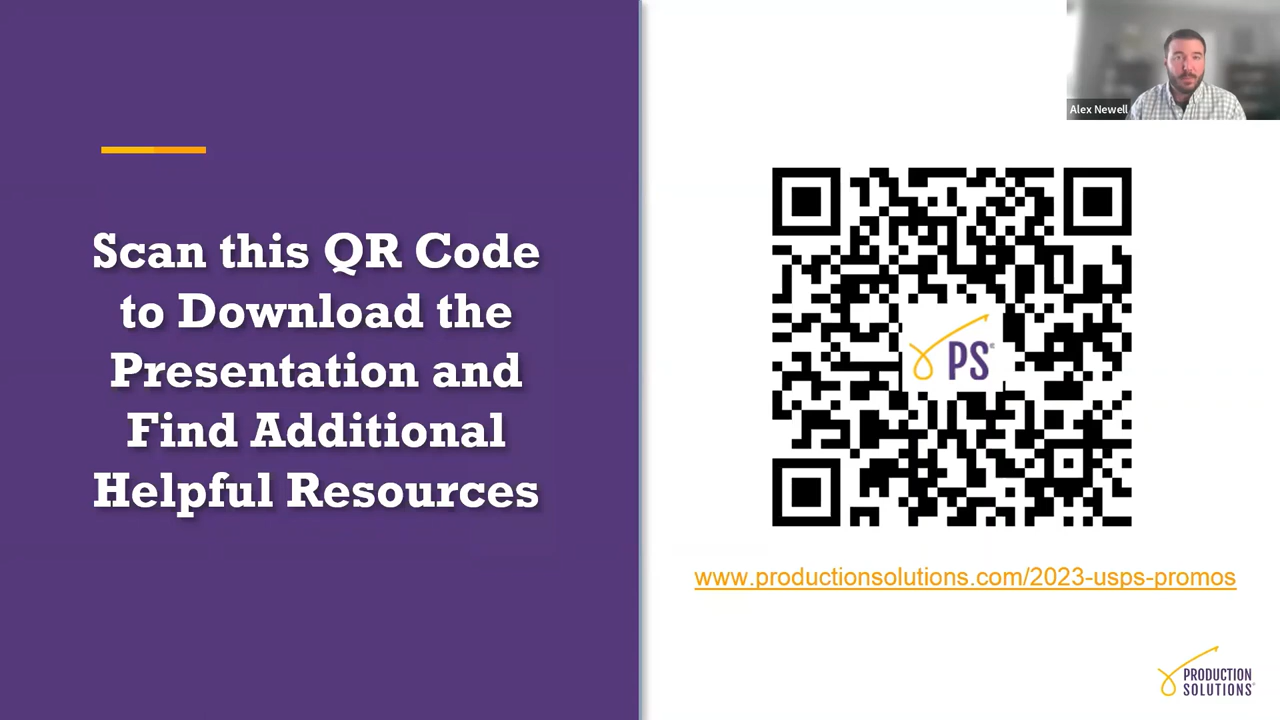 Scan this QR Code
to Download the
Presentation and
Find Additional
Helpful Resources
Alex Newell
PS
www.productionsolutions.com/2023-usps-promos
PRODUCTION
SOLUTIONS